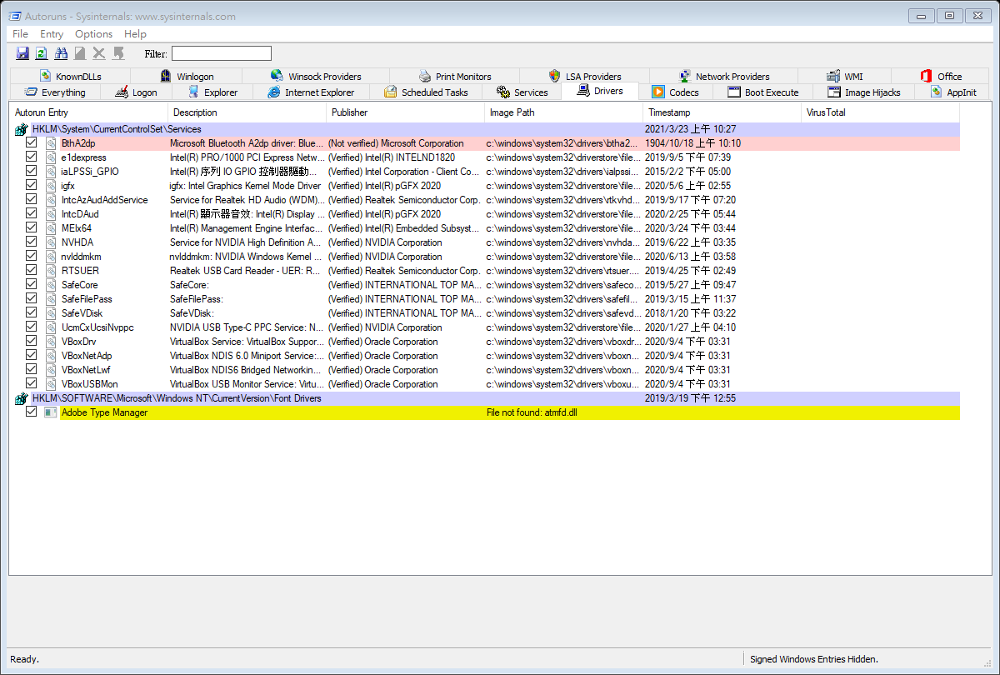 Autoruns - Sysinternals: www.sysinternals.com
File Entry Options Help
Filter:
KnownDLLs Winlogon Winsock Providers Print Monitors LSA Providers Network Providers WMI Office
Everything Logon Explorer Internet Explorer Scheduled Tasks Services Drivers Codecs Boot Execute Image Hijacks AppInit
Autorun Entry Description Publisher Image Path Timestamp VirusTotal
HKLM\System\CurrentControlSet\Services 2021/3/23 上午 10:27
BthA2dp Microsoft Bluetooth A2dp driver: Blue... (Not verified) Microsoft Corporation c:\windows\system32\drivers\btha2... 1904/10/18 上午 10:10
e1dexpress Intel(R) PRO/1000 PCI Express Netw... (Verified) Intel(R) INTELND1820 c:\windows\system32\drivers\e1d... 2019/9/5 下午 07:39
iaLPSSi_GPIO Intel(R) 序列 IO GPIO 控制器驅動... (Verified) Intel Corporation - Client Co... c:\windows\system32\drivers\ialpssi... 2015/2/2 下午 05:00
igfx igfx: Intel Graphics Kernel Mode Driver (Verified) Intel(R) pGFX 2020 c:\windows\system32\driverstore\file... 2020/5/6 上午 02:55
IntcAzAudAddService Service for Realtek HD Audio (WDM)... (Verified) Realtek Semiconductor Corp. c:\windows\system32\drivers\rtkvhd... 2019/9/17 下午 07:20
IntcDAud Intel(R) 顯示器音效: Intel(R) Display ... (Verified) Intel(R) pGFX 2020 c:\windows\system32\driverstore\file... 2020/2/25 下午 05:44
MEIx64 Intel(R) Management Engine Interfac... (Verified) Intel(R) Embedded Subsyst... c:\windows\system32\driverstore\file... 2020/3/24 下午 03:44
NVHDA Service for NVIDIA High Definition A... (Verified) NVIDIA Corporation c:\windows\system32\drivers\nvhda... 2019/6/22 上午 03:35
nvlddmkm nvlddmkm: NVIDIA Windows Kernel ... (Verified) NVIDIA Corporation c:\windows\system32\driverstore\file... 2020/6/13 上午 03:58
RTSUER Realtek USB Card Reader - UER: R... (Verified) Realtek Semiconductor Corp. c:\windows\system32\drivers\rtsuer.... 2019/4/25 下午 02:49
SafeCore SafeCore: (Verified) INTERNATIONAL TOP MA... c:\windows\system32\drivers\safeco... 2019/5/27 上午 09:47
SafeFilePass SafeFilePass: (Verified) INTERNATIONAL TOP MA... c:\windows\system32\drivers\safefil... 2019/3/15 上午 11:37
SafeVDisk SafeVDisk: (Verified) INTERNATIONAL TOP MA... c:\windows\system32\drivers\safevd... 2018/1/20 下午 03:22
UcmCxUcsiNvppc NVIDIA USB Type-C PPC Service: N... (Verified) NVIDIA Corporation c:\windows\system32\driverstore\file... 2020/1/27 上午 04:10
VBoxDrv VirtualBox Service: VirtualBox Suppor... (Verified) Oracle Corporation c:\windows\system32\drivers\vboxdr... 2020/9/4 下午 03:31
VBoxNetAdp VirtualBox NDIS 6.0 Miniport Service:... (Verified) Oracle Corporation c:\windows\system32\drivers\vboxn... 2020/9/4 下午 03:31
VBoxNetLwf VirtualBox NDIS6 Bridged Networkin... (Verified) Oracle Corporation c:\windows\system32\drivers\vboxn... 2020/9/4 下午 03:31
VBoxUSBMon VirtualBox USB Monitor Service: Virtu... (Verified) Oracle Corporation c:\windows\system32\drivers\vboxu... 2020/9/4 下午 03:31
HKLM\SOFTWARE\Microsoft\Windows NT\CurrentVersion\Font Drivers 2019/3/19 下午 12:55
Adobe Type Manager File not found: atmfd.dll
Ready. Signed Windows Entries Hidden.